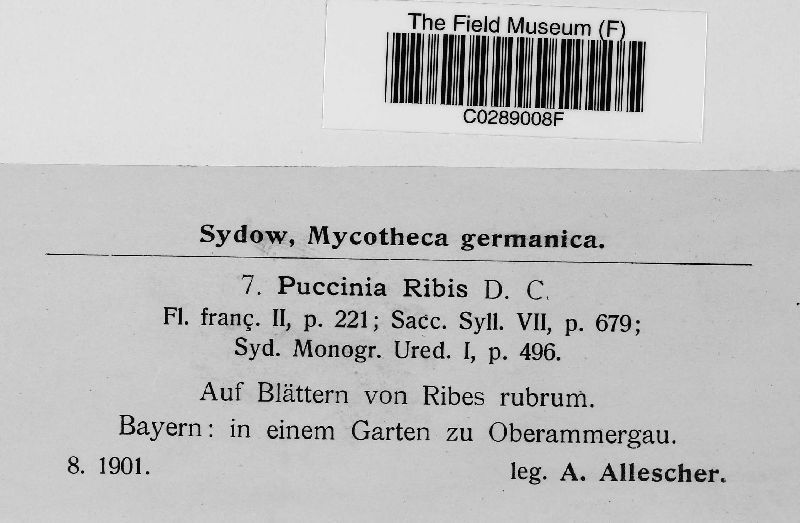 The Field Museum (F)
C0289008F
Sydow, Mycotheca germanica.
7. Puccinia Ribis D. C.
Fl. franç. II, p. 221; Sacc. Syll. VII, p. 679;
Syd. Monogr. Ured. I, p. 496.
Auf Blättern von Ribes rubrum.
Bayern: in einem Garten zu Oberammergau.
8. 1901. leg. A. Allescher.